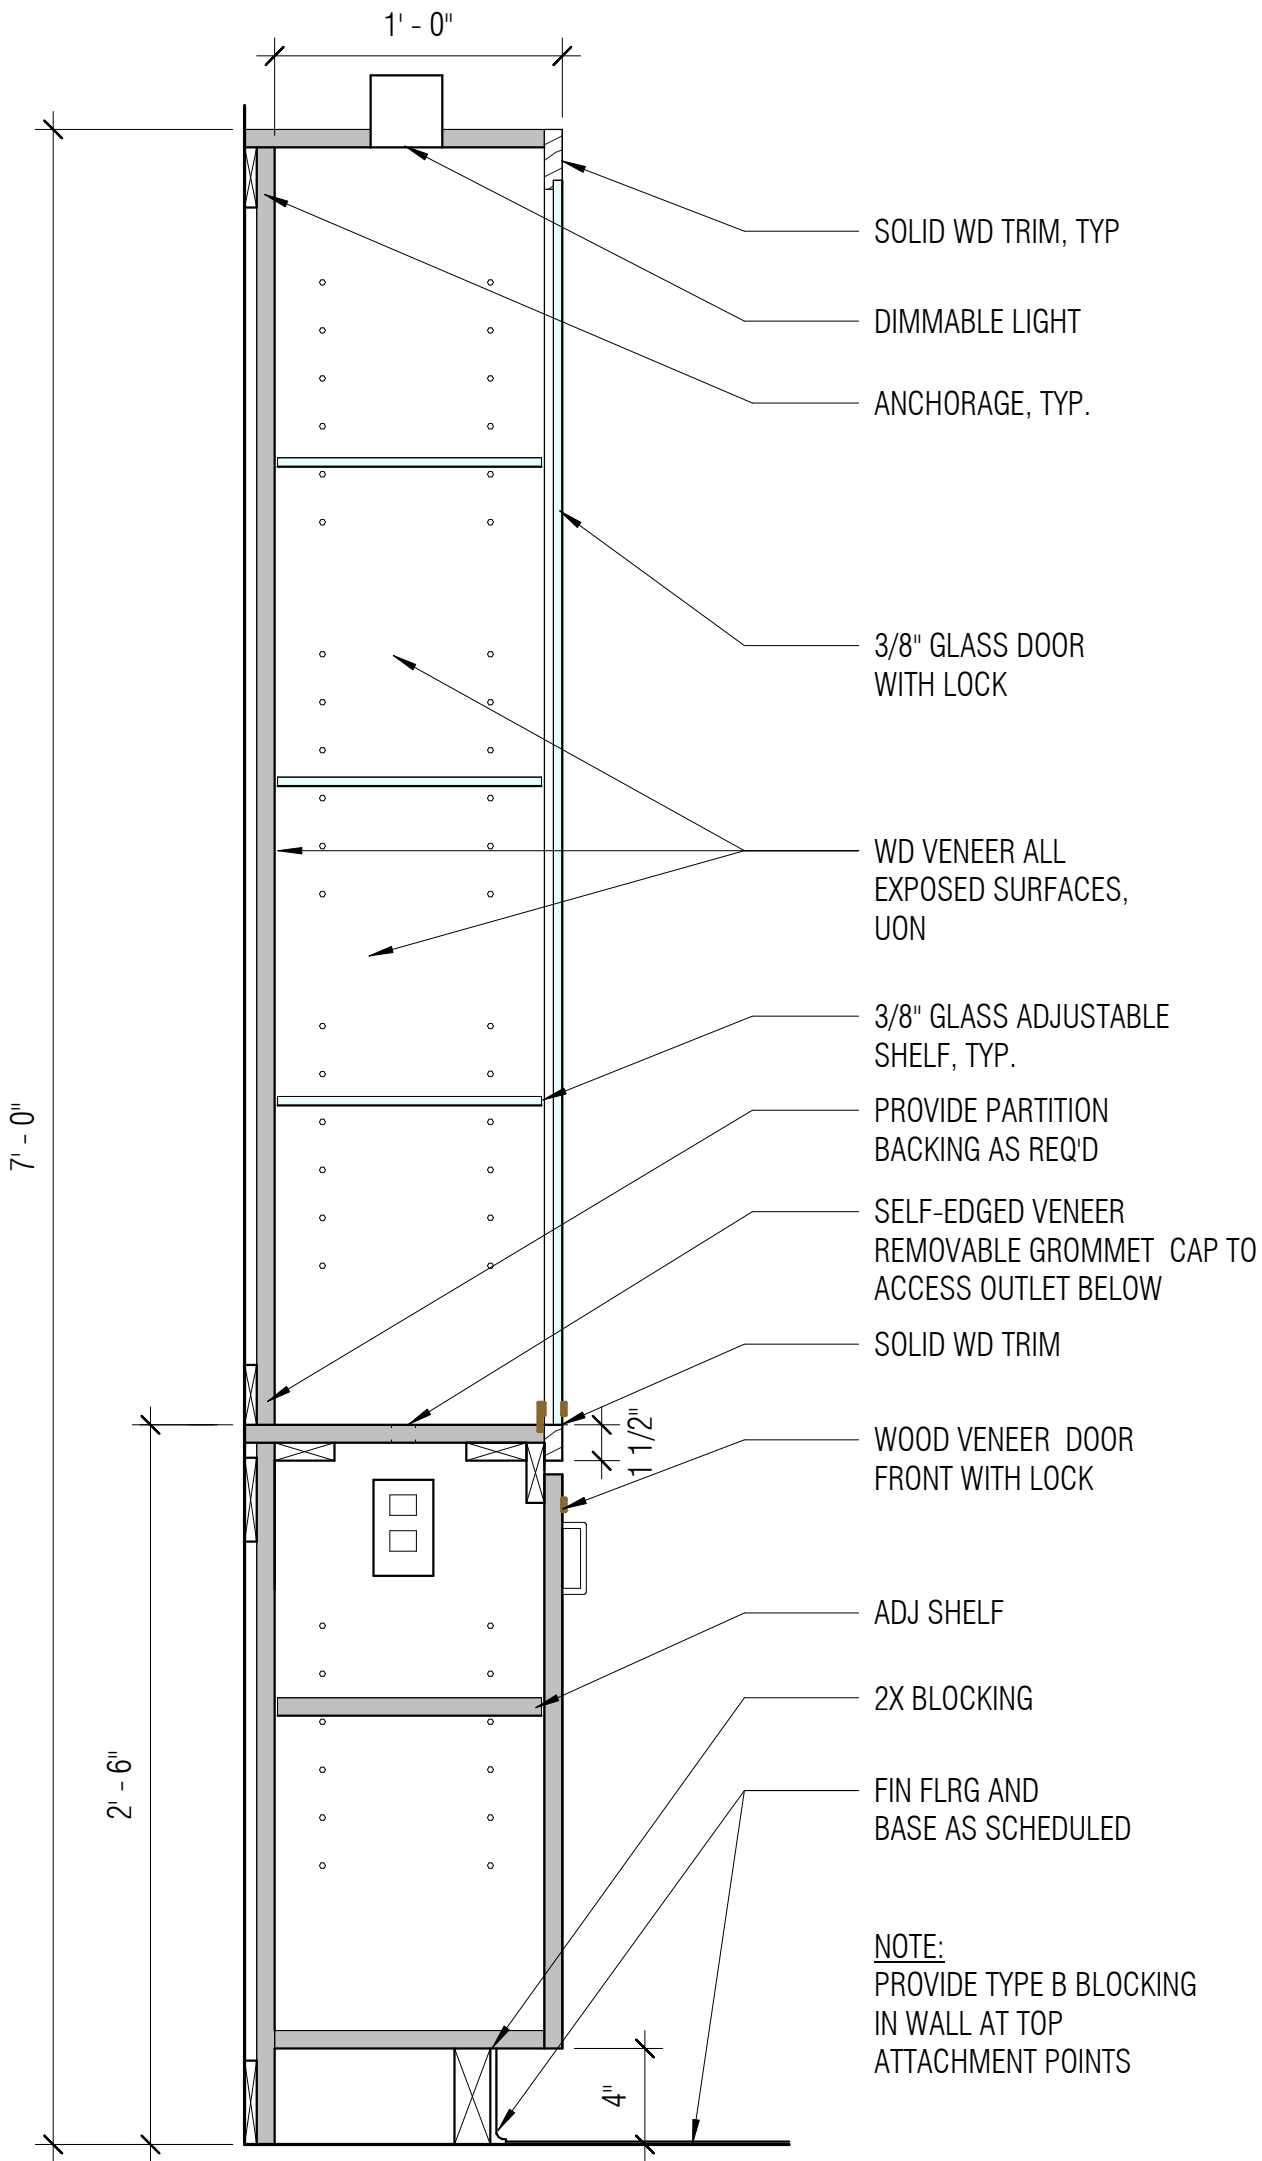 1' - 0"
SOLID WD TRIM, TYP
DIMMABLE LIGHT
ANCHORAGE, TYP.
3/8" GLASS DOOR
WITH LOCK
WD VENEER ALL
EXPOSED SURFACES,
UON
3/8" GLASS ADJUSTABLE
SHELF, TYP.
7' - 0"
PROVIDE PARTITION
BACKING AS REQ'D
SELF-EDGED VENEER
REMOVABLE GROMMET CAP TO
ACCESS OUTLET BELOW
SOLID WD TRIM
1 1/2"
WOOD VENEER DOOR
FRONT WITH LOCK
ADJ SHELF
2X BLOCKING
2' - 6"
FIN FLRG AND
BASE AS SCHEDULED
NOTE:
PROVIDE TYPE B BLOCKING
IN WALL AT TOP
ATTACHMENT POINTS
4"